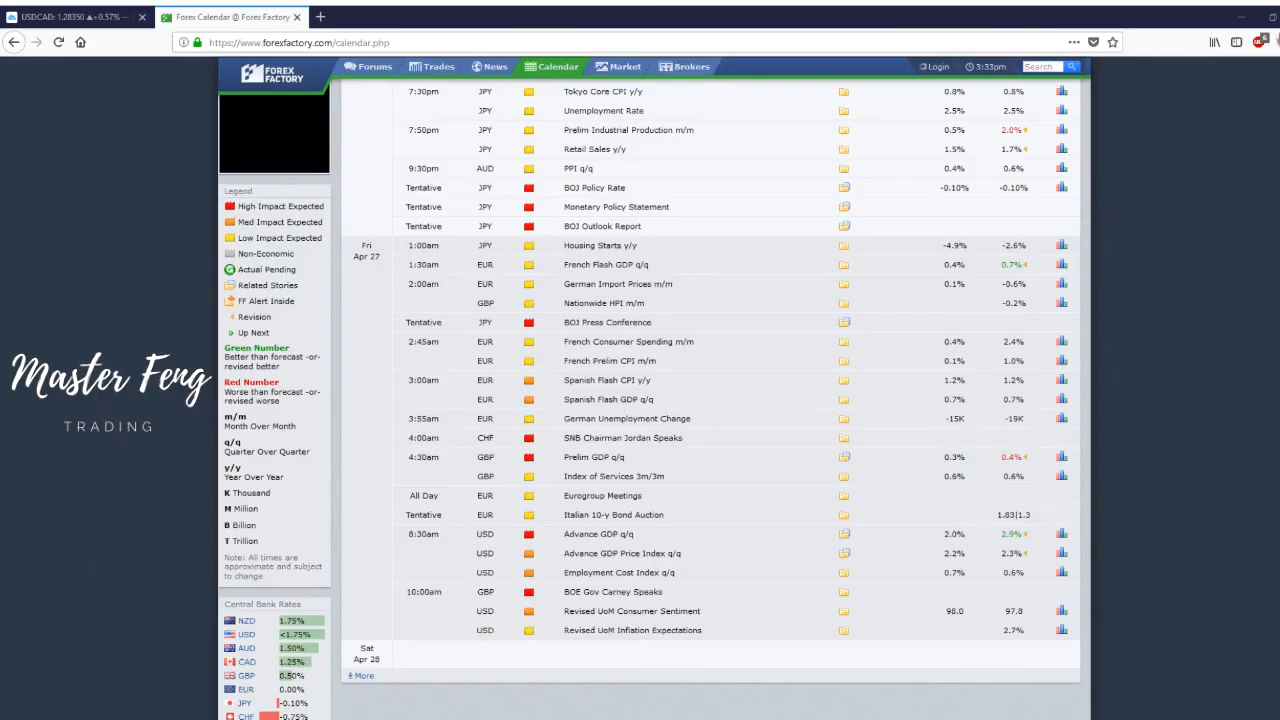 USDCAD: 1.28350 ▲+0.57% —
Forex Calendar @ Forex Factory
https://www.forexfactory.com/calendar.php
6
FOREX FACTORY
Forums Trades News Calendar Market Brokers Login 3:33pm Search
7:30pm JPY Tokyo Core CPI y/y 0.8% 0.8%
JPY Unemployment Rate 2.5% 2.5%
7:50pm JPY Prelim Industrial Production m/m 0.5% 2.0%
JPY Retail Sales y/y 1.5% 1.7%
9:30pm AUD PPI q/q 0.4% 0.6%
Tentative JPY BOJ Policy Rate -0.10% -0.10%
Tentative JPY Monetary Policy Statement
Tentative JPY BOJ Outlook Report
Fri Apr 27
1:00am JPY Housing Starts y/y -4.9% -2.6%
1:30am EUR French Flash GDP q/q 0.4% 0.7%
2:00am EUR German Import Prices m/m 0.1% -0.6%
GBP Nationwide HPI m/m -0.2%
Tentative JPY BOJ Press Conference
2:45am EUR French Consumer Spending m/m 0.4% 2.4%
EUR French Prelim CPI m/m 0.1% 1.0%
3:00am EUR Spanish Flash CPI y/y 1.2% 1.2%
EUR Spanish Flash GDP q/q 0.7% 0.7%
3:55am EUR German Unemployment Change -15K -19K
4:00am CHF SNB Chairman Jordan Speaks
4:30am GBP Prelim GDP q/q 0.3% 0.4%
GBP Index of Services 3m/3m 0.6% 0.6%
All Day EUR Eurogroup Meetings
Tentative EUR Italian 10-y Bond Auction 1.83|1.3
8:30am USD Advance GDP q/q 2.0% 2.9%
USD Advance GDP Price Index q/q 2.2% 2.3%
USD Employment Cost Index q/q 0.7% 0.6%
10:00am GBP BOE Gov Carney Speaks
USD Revised UoM Consumer Sentiment 98.0 97.8
USD Revised UoM Inflation Expectations 2.7%
Sat
Apr 28
More
Legend
High Impact Expected
Med Impact Expected
Low Impact Expected
Non-Economic
Actual Pending
Related Stories
FF Alert Inside
Revision
Up Next
Green Number
Better than forecast -or-
revised better
Red Number
Worse than forecast -or-
revised worse
m/m
Month Over Month
q/q
Quarter Over Quarter
y/y
Year Over Year
K Thousand
M Million
B Billion
T Trillion
Note: All times are
approximate and subject
to change
Central Bank Rates
NZD 1.75%
USD <1.75%
AUD 1.50%
CAD 1.25%
GBP 0.50%
EUR 0.00%
JPY -0.10%
CHF -0.75%
Master Feng
TRADING